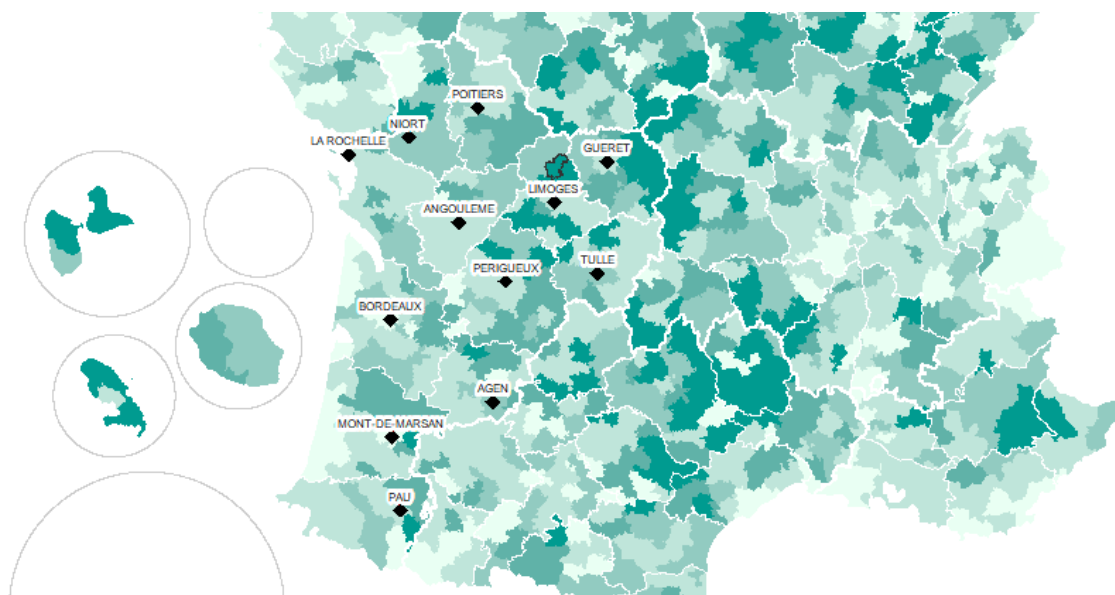 POITIERS
NIORT
LA ROCHELLE
GUERET
LIMOGES
ANGOULEME
TULLE
PERIGUEUX
BORDEAUX
AGEN
MONT-DE-MARSAN
PAU